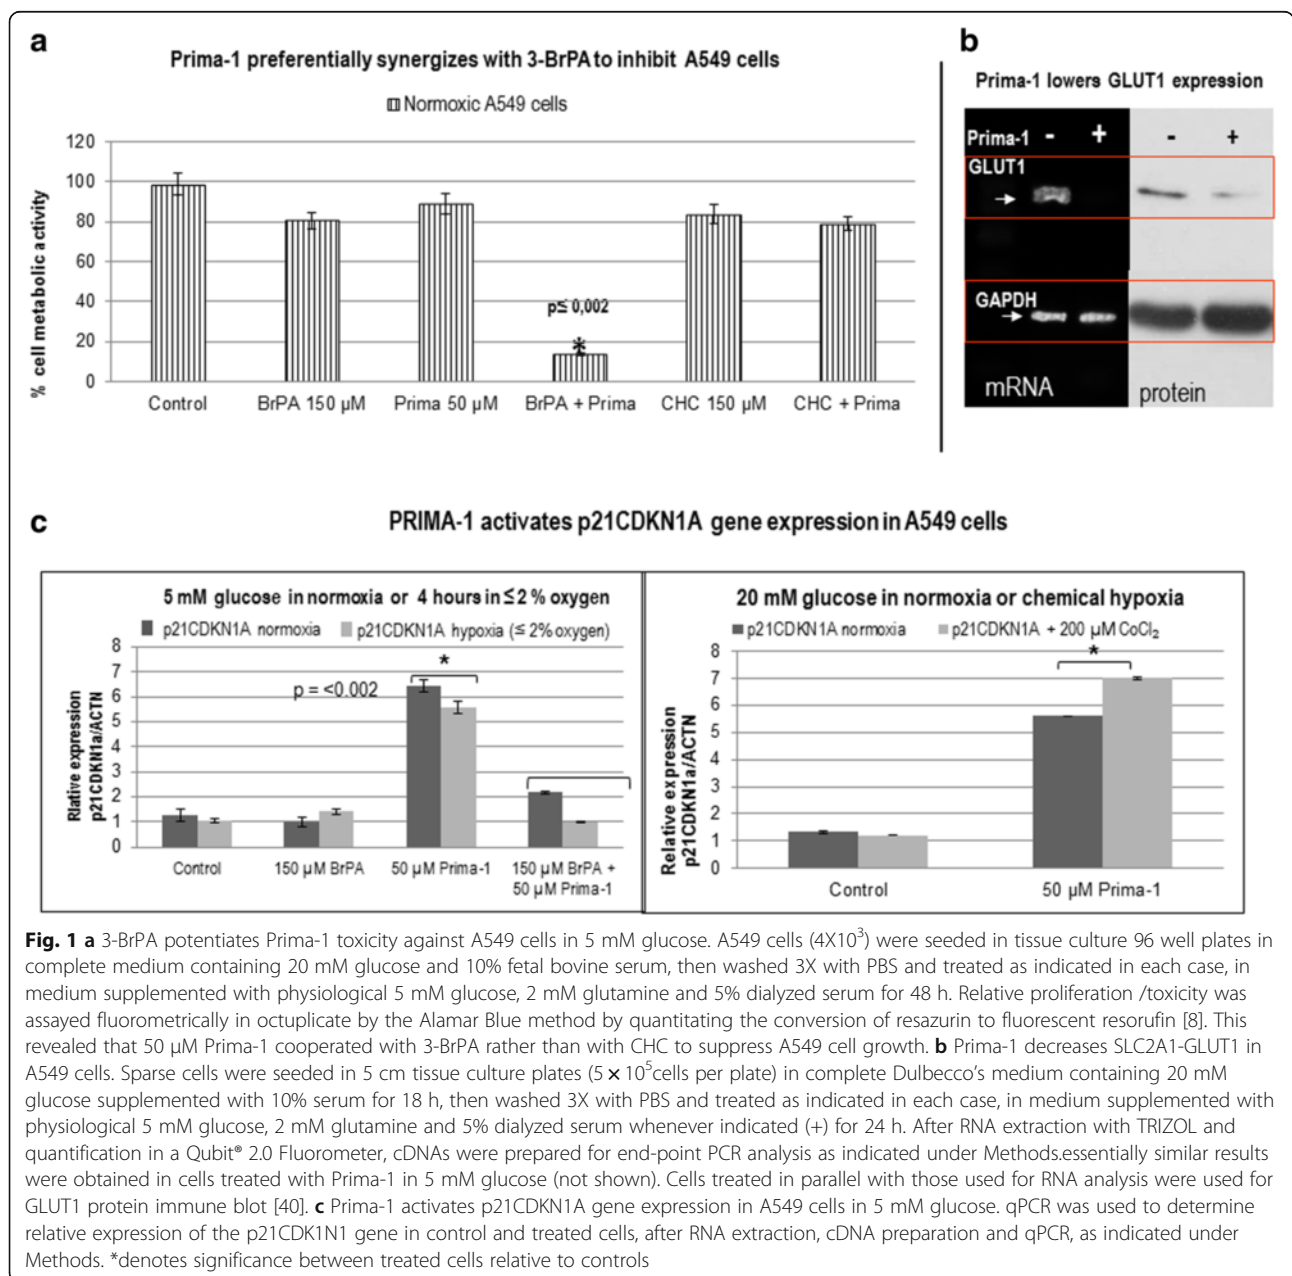 a
Prima-1 preferentially synergizes with 3-BrPA to inhibit A549 cells
Normoxic A549 cells
120
100
80
60
40
20
0
% cell metabolic activity
p≤ 0,002
*
Control
BrPA 150 µM
Prima 50 µM
BrPA + Prima
CHC 150 µM
CHC + Prima
b
Prima-1 lowers GLUT1 expression
Prima-1 - + - +
GLUT1
GAPDH
mRNA
protein
c
PRIMA-1 activates p21CDKN1A gene expression in A549 cells
5 mM glucose in normoxia or 4 hours in ≤ 2 % oxygen
p21CDKN1A normoxia
p21CDKN1A hypoxia (≤ 2% oxygen)
8
7
6
5
4
3
2
1
0
Rlative expression
p21CDKN1a/ACTN
p = <0.002
*
Control
150 µM BrPA
50 µM Prima-1
150 µM BrPA +
50 µM Prima-1
20 mM glucose in normoxia or chemical hypoxia
p21CDKN1A normoxia
p21CDKN1A + 200 µM CoCl₂
8
7
6
5
4
3
2
1
0
Relative expression
p21CDKN1a/ACTN
*
Control
50 µM Prima-1
Fig. 1 a 3-BrPA potentiates Prima-1 toxicity against A549 cells in 5 mM glucose. A549 cells (4X10³) were seeded in tissue culture 96 well plates in
complete medium containing 20 mM glucose and 10% fetal bovine serum, then washed 3X with PBS and treated as indicated in each case, in
medium supplemented with physiological 5 mM glucose, 2 mM glutamine and 5% dialyzed serum for 48 h. Relative proliferation /toxicity was
assayed fluorometrically in octuplicate by the Alamar Blue method by quantitating the conversion of resazurin to fluorescent resorufin [8]. This
revealed that 50 µM Prima-1 cooperated with 3-BrPA rather than with CHC to suppress A549 cell growth. b Prima-1 decreases SLC2A1-GLUT1 in
A549 cells. Sparse cells were seeded in 5 cm tissue culture plates (5 × 10⁵cells per plate) in complete Dulbecco's medium containing 20 mM
glucose supplemented with 10% serum for 18 h, then washed 3X with PBS and treated as indicated in each case, in medium supplemented with
physiological 5 mM glucose, 2 mM glutamine and 5% dialyzed serum whenever indicated (+) for 24 h. After RNA extraction with TRIZOL and
quantification in a Qubit® 2.0 Fluorometer, cDNAs were prepared for end-point PCR analysis as indicated under Methods.essentially similar results
were obtained in cells treated with Prima-1 in 5 mM glucose (not shown). Cells treated in parallel with those used for RNA analysis were used for
GLUT1 protein immune blot [40]. c Prima-1 activates p21CDKN1A gene expression in A549 cells in 5 mM glucose. qPCR was used to determine
relative expression of the p21CDK1N1 gene in control and treated cells, after RNA extraction, cDNA preparation and qPCR, as indicated under
Methods. *denotes significance between treated cells relative to controls